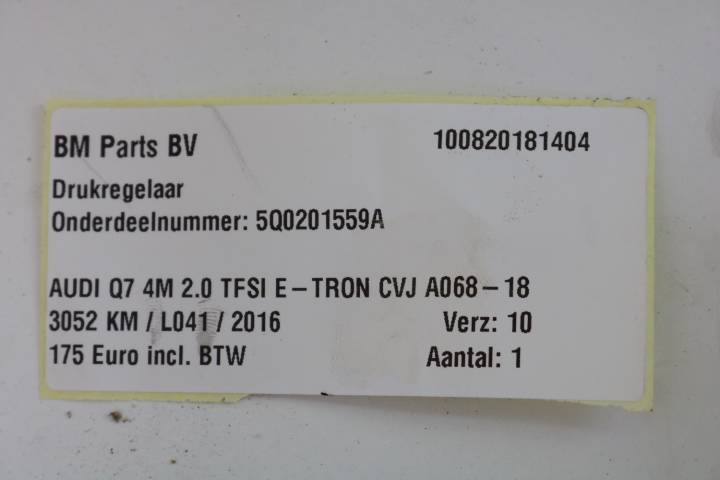 BM Parts BV 100820181404
Drukregelaar
Onderdeelnummer: 5Q0201559A
AUDI Q7 4M 2.0 TFSI E-TRON CVJ A068-18
3052 KM / L041 / 2016 Verz: 10
175 Euro incl. BTW Aantal: 1